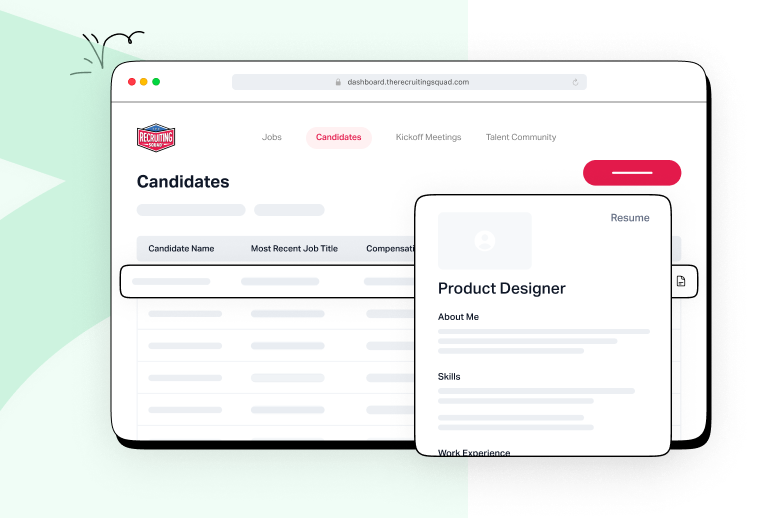 dashboard.therecruitingsquad.com
RECRUITING
SQUAD
Jobs
Candidates
Kickoff Meetings
Talent Community
Candidates
Candidate Name
Most Recent Job Title
Resume
Product Designer
About Me
Skills
Work Experience